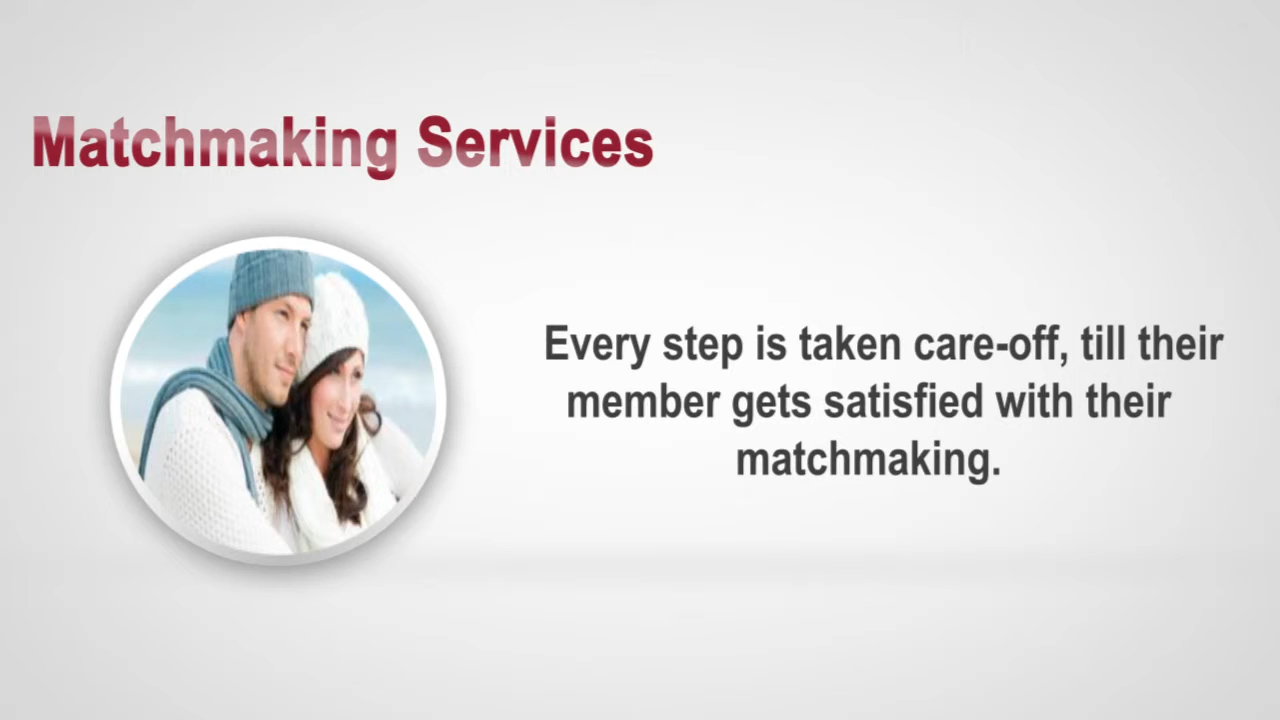 Matchmaking Services
Every step is taken care-off, till their
member gets satisfied with their
matchmaking.